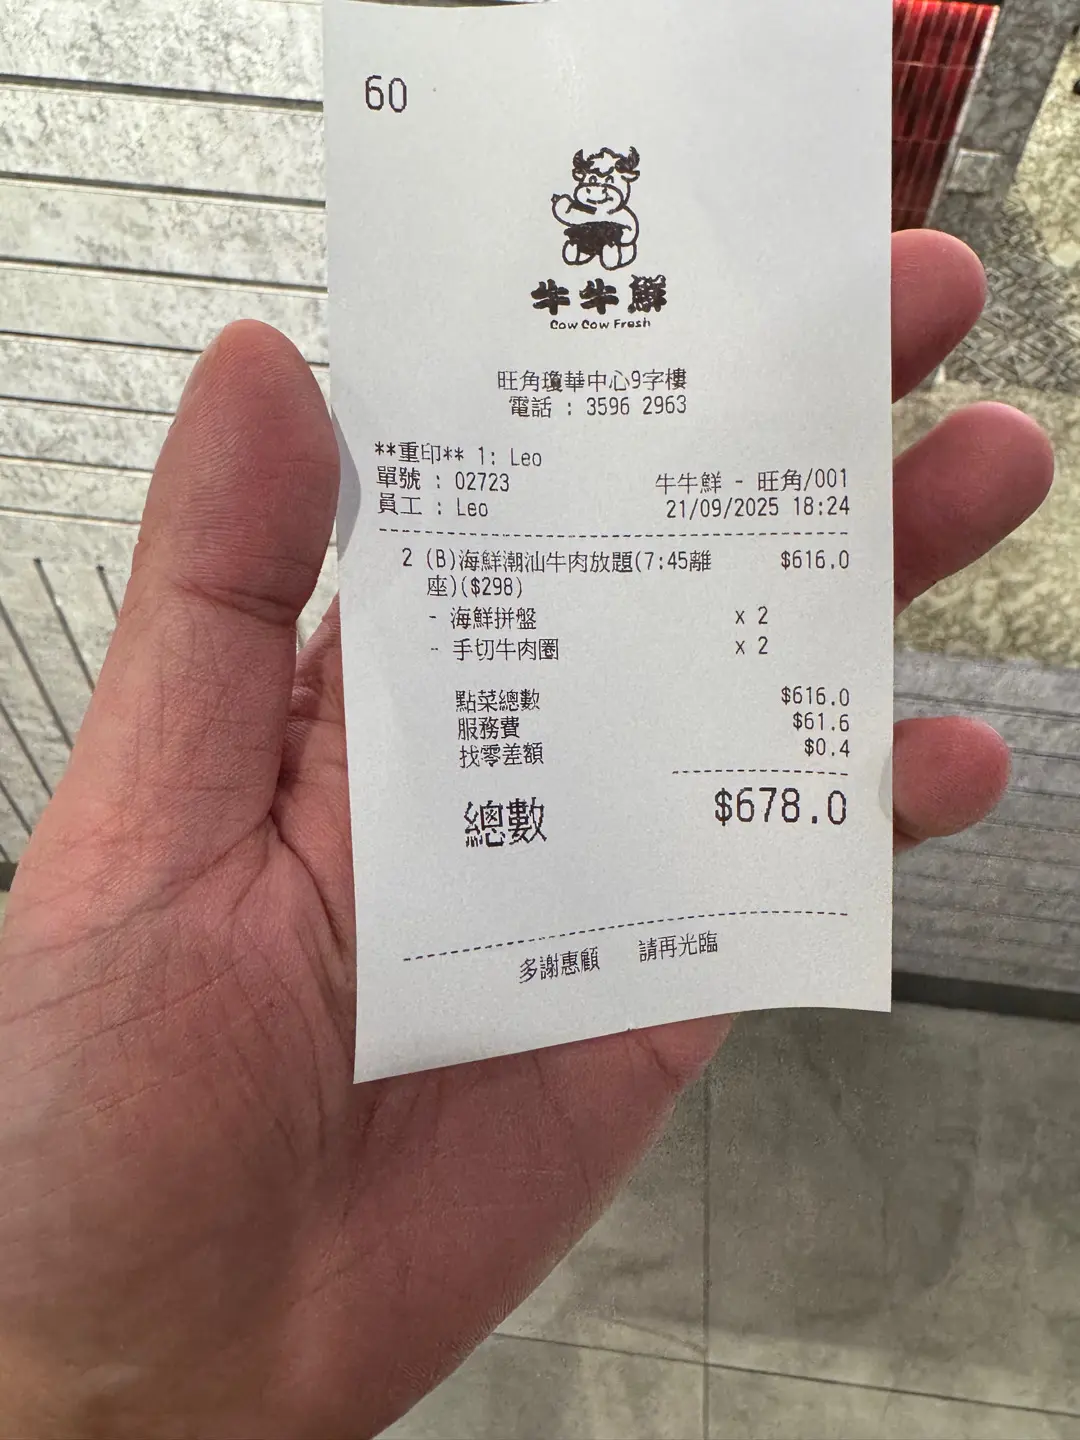 60
牛牛鮮
Cow Cow Fresh
旺角瓊華中心9字樓
電話 : 3596 2963
**重印** 1: Leo
單號 : 02723 牛牛鮮 - 旺角/001
員工 : Leo 21/09/2025 18:24
2 (B)海鮮潮汕牛肉放題(7:45離 $616.0
座)($298)
- 海鮮拼盤 x 2
- 手切牛肉圈 x 2
點菜總數 $616.0
服務費 $61.6
找零差額 $0.4
總數 $678.0
多謝惠顧 請再光臨